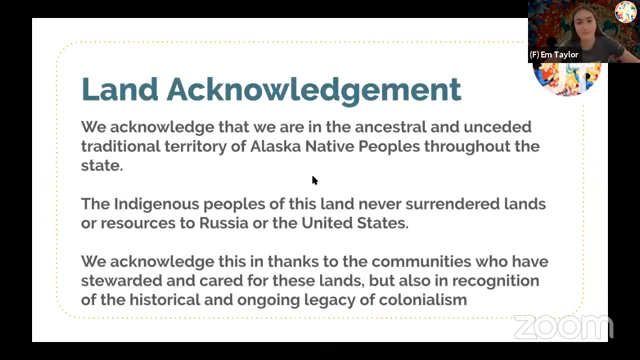 (F) Em Taylor
Land Acknowledgement
We acknowledge that we are in the ancestral and unceded
traditional territory of Alaska Native Peoples throughout the
state.
The Indigenous peoples of this land never surrendered lands
or resources to Russia or the United States.
We acknowledge this in thanks to the communities who have
stewarded and cared for these lands, but also in recognition
of the historical and ongoing legacy of colonialism
zoom